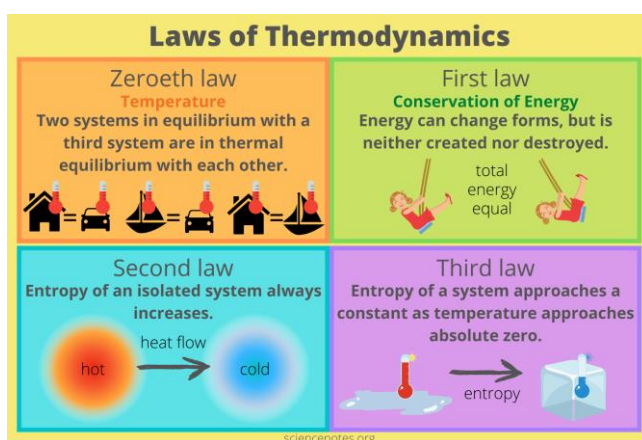 Laws of Thermodynamics
Zeroeth law
Temperature
Two systems in equilibrium with a
third system are in thermal
equilibrium with each other.
= = =
First law
Conservation of Energy
Energy can change forms, but is
neither created nor destroyed.
total
energy
equal
Second law
Entropy of an isolated system always
increases.
hot
heat flow
cold
Third law
Entropy of a system approaches a
constant as temperature approaches
absolute zero.
entropy
sciencenotes.org